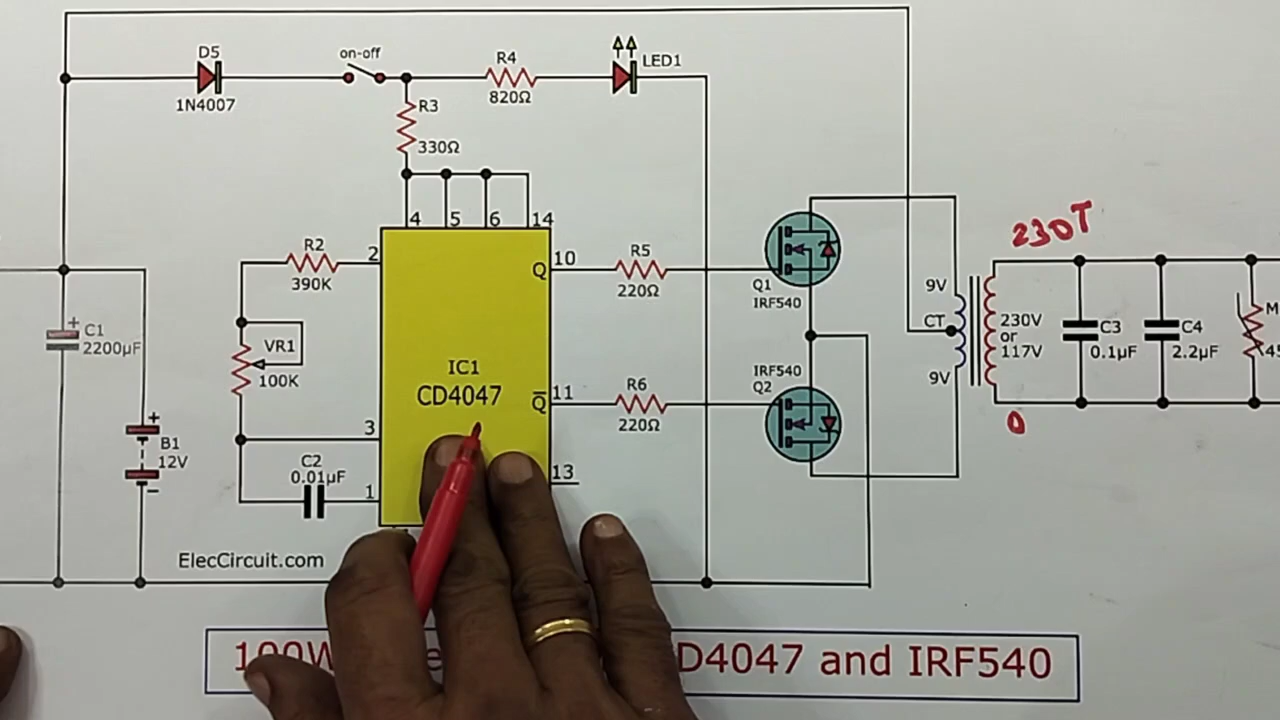 D5
1N4007
on-off
R4
820Ω
LED1
R3
330Ω
4 5 6 14
2
R2
390K
VR1
100K
3
C2
0.01µF
1
IC1
CD4047
Q 10
Q̅ 11
13
R5
220Ω
R6
220Ω
Q1
IRF540
IRF540
Q2
9V
CT
9V
230T
230V
or
117V
0
C3
0.1µF
C4
2.2µF
+
C1
2200µF
+
B1
12V
−
ElecCircuit.com
D4047 and IRF540